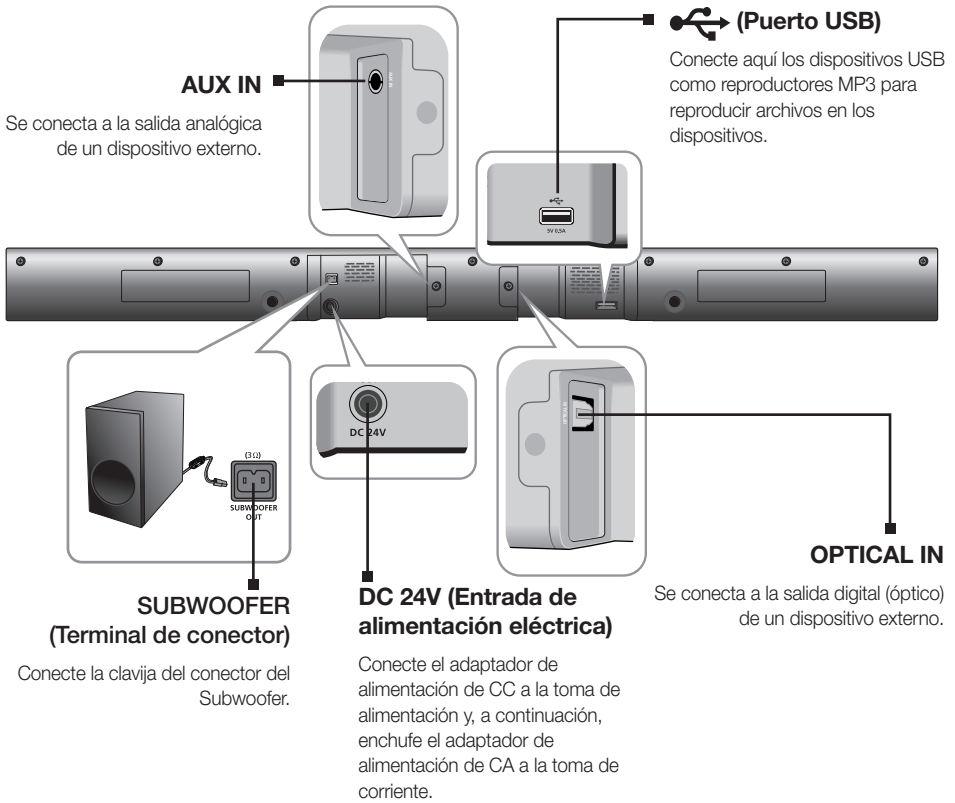 (Puerto USB)
Conecte aquí los dispositivos USB
como reproductores MP3 para
reproducir archivos en los
dispositivos.
AUX IN
Se conecta a la salida analógica
de un dispositivo externo.
5V 0,5A
DC 24V
(3Ω)
SUBWOOFER
OUT
SUBWOOFER
(Terminal de conector)
Conecte la clavija del conector del
Subwoofer.
DC 24V (Entrada de
alimentación eléctrica)
Conecte el adaptador de
alimentación de CC a la toma de
alimentación y, a continuación,
enchufe el adaptador de
alimentación de CA a la toma de
corriente.
OPTICAL IN
Se conecta a la salida digital (óptico)
de un dispositivo externo.